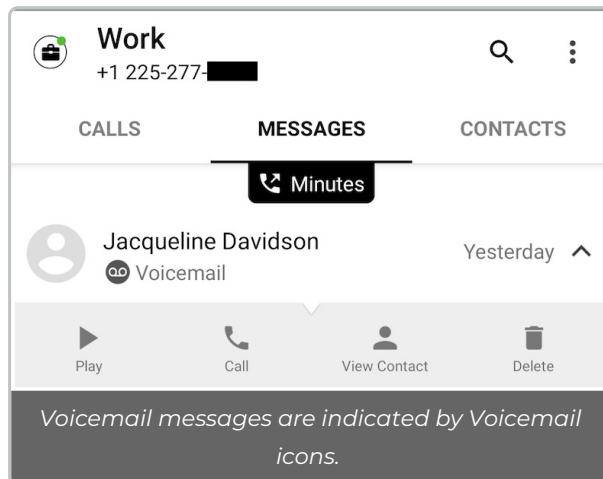 Work
+1 225-277-
CALLS MESSAGES CONTACTS
Minutes
Jacqueline Davidson
Yesterday
Voicemail
Play Call View Contact Delete
Voicemail messages are indicated by Voicemail
icons.